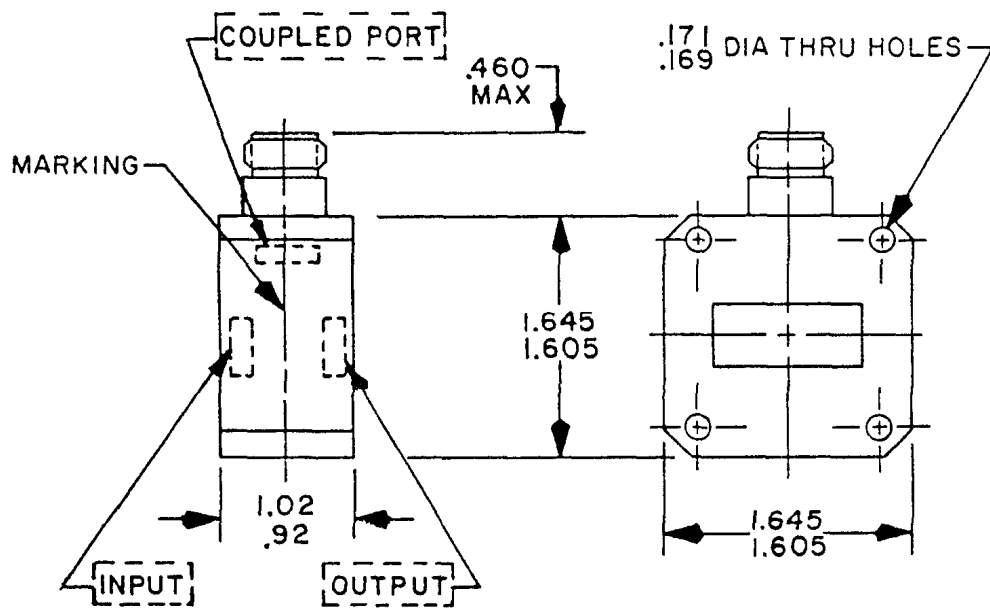 COUPLED PORT
.460
MAX
.171
.169
DIA THRU HOLES
MARKING
1.645
1.605
1.02
.92
1.645
1.605
INPUT
OUTPUT